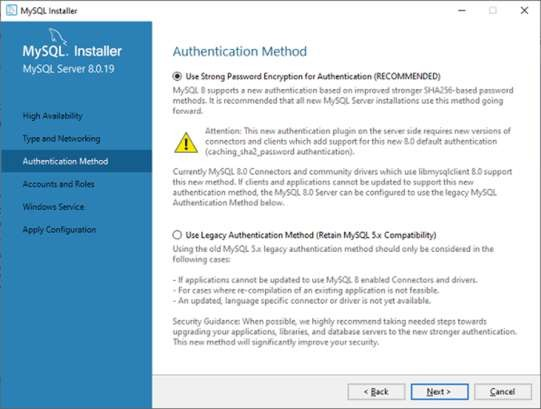 MySQL Installer
MySQL. Installer
MySQL Server 8.0.19
High Availability
Type and Networking
Authentication Method
Accounts and Roles
Windows Service
Apply Configuration
Authentication Method
Use Strong Password Encryption for Authentication (RECOMMENDED)
MySQL 8 supports a new authentication based on improved stronger SHA256-based password
methods. It is recommended that all new MySQL Server installations use this method going
forward.
Attention: This new authentication plugin on the server side requires new versions of
connectors and clients which add support for this new 8.0 default authentication
(caching_sha2_password authentication).
Currently MySQL 8.0 Connectors and community drivers which use libmysqlclient 8.0 support
this new method. If clients and applications cannot be updated to support this new
authentication method, the MySQL 8.0 Server can be configured to use the legacy MySQL
Authentication Method below.
Use Legacy Authentication Method (Retain MySQL 5.x Compatibility)
Using the old MySQL 5.x legacy authentication method should only be considered in the
following cases:
- If applications cannot be updated to use MySQL 8 enabled Connectors and drivers.
- For cases where re-compilation of an existing application is not feasible.
- An updated, language specific connector or driver is not yet available.
Security Guidance: When possible, we highly recommend taking needed steps towards
upgrading your applications, libraries, and database servers to the new stronger authentication.
This new method will significantly improve your security.
< Back
Next >
Cancel